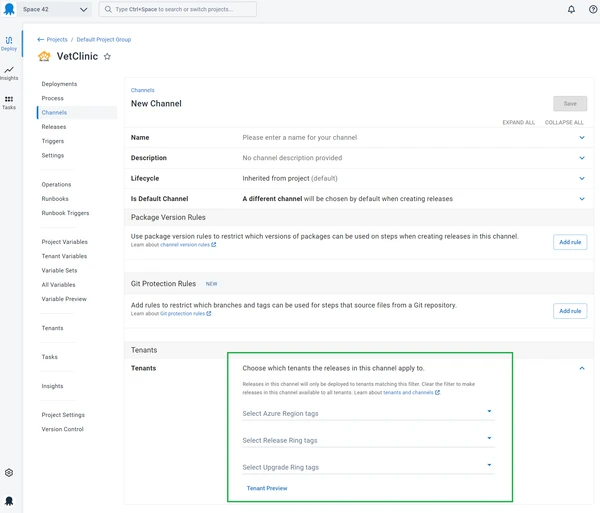 Space 42
Type Ctrl+Space to search or switch projects...
Deploy
Insights
Tasks
Projects / Default Project Group
VetClinic
Deployments
Process
Channels
Releases
Triggers
Settings
Operations
Runbooks
Runbook Triggers
Project Variables
Tenant Variables
Variable Sets
All Variables
Variable Preview
Tenants
Tasks
Insights
Project Settings
Version Control
Channels
New Channel
Save
EXPAND ALL COLLAPSE ALL
Name Please enter a name for your channel
Description No channel description provided
Lifecycle Inherited from project (default)
Is Default Channel A different channel will be chosen by default when creating releases
Package Version Rules
Use package version rules to restrict which versions of packages can be used on steps when creating releases in this channel.
Learn about channel version rules
Add rule
Git Protection Rules NEW
Add rules to restrict which branches and tags can be used for steps that source files from a Git repository.
Learn about Git protection rules
Add rule
Tenants
Tenants Choose which tenants the releases in this channel apply to.
Releases in this channel will only be deployed to tenants matching this filter. Clear the filter to make
releases in this channel available to all tenants. Learn about tenants and channels
Select Azure Region tags
Select Release Ring tags
Select Upgrade Ring tags
Tenant Preview